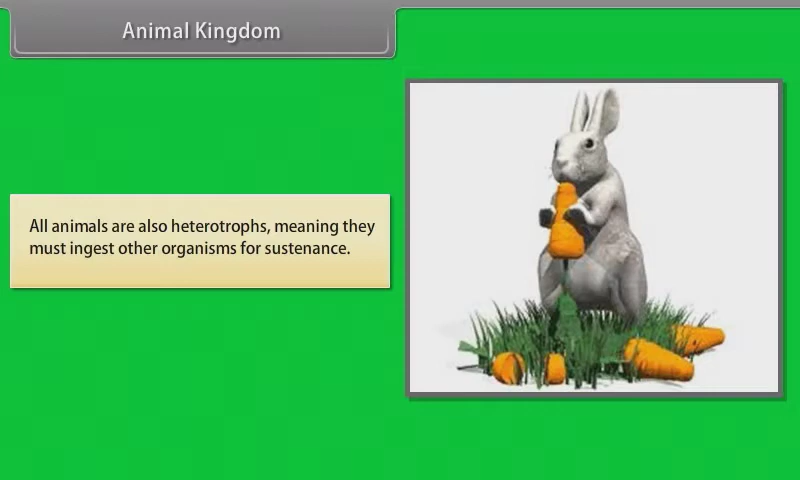 Animal Kingdom
All animals are also heterotrophs, meaning they
must ingest other organisms for sustenance.